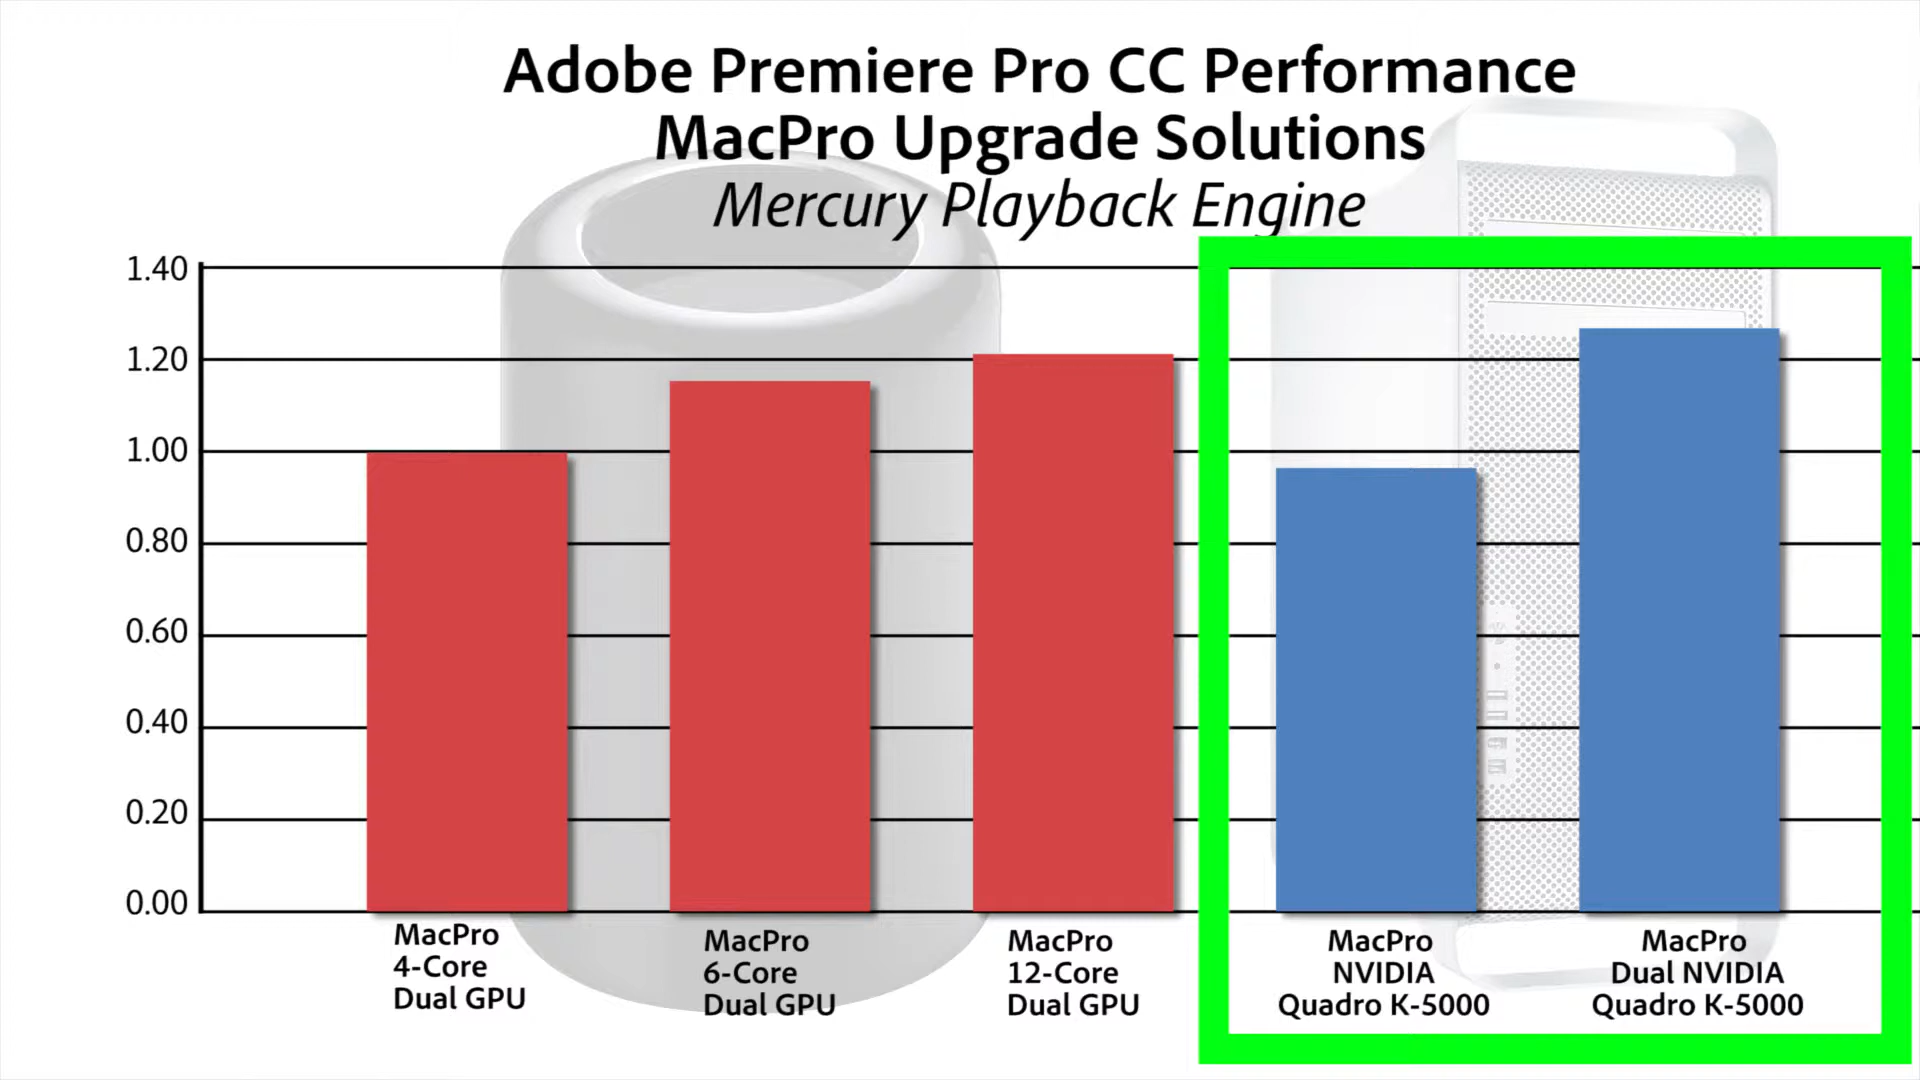 Adobe Premiere Pro CC Performance
MacPro Upgrade Solutions
Mercury Playback Engine
1.40
1.20
1.00
0.80
0.60
0.40
0.20
0.00
MacPro
4-Core
Dual GPU
MacPro
6-Core
Dual GPU
MacPro
12-Core
Dual GPU
MacPro
NVIDIA
Quadro K-5000
MacPro
Dual NVIDIA
Quadro K-5000